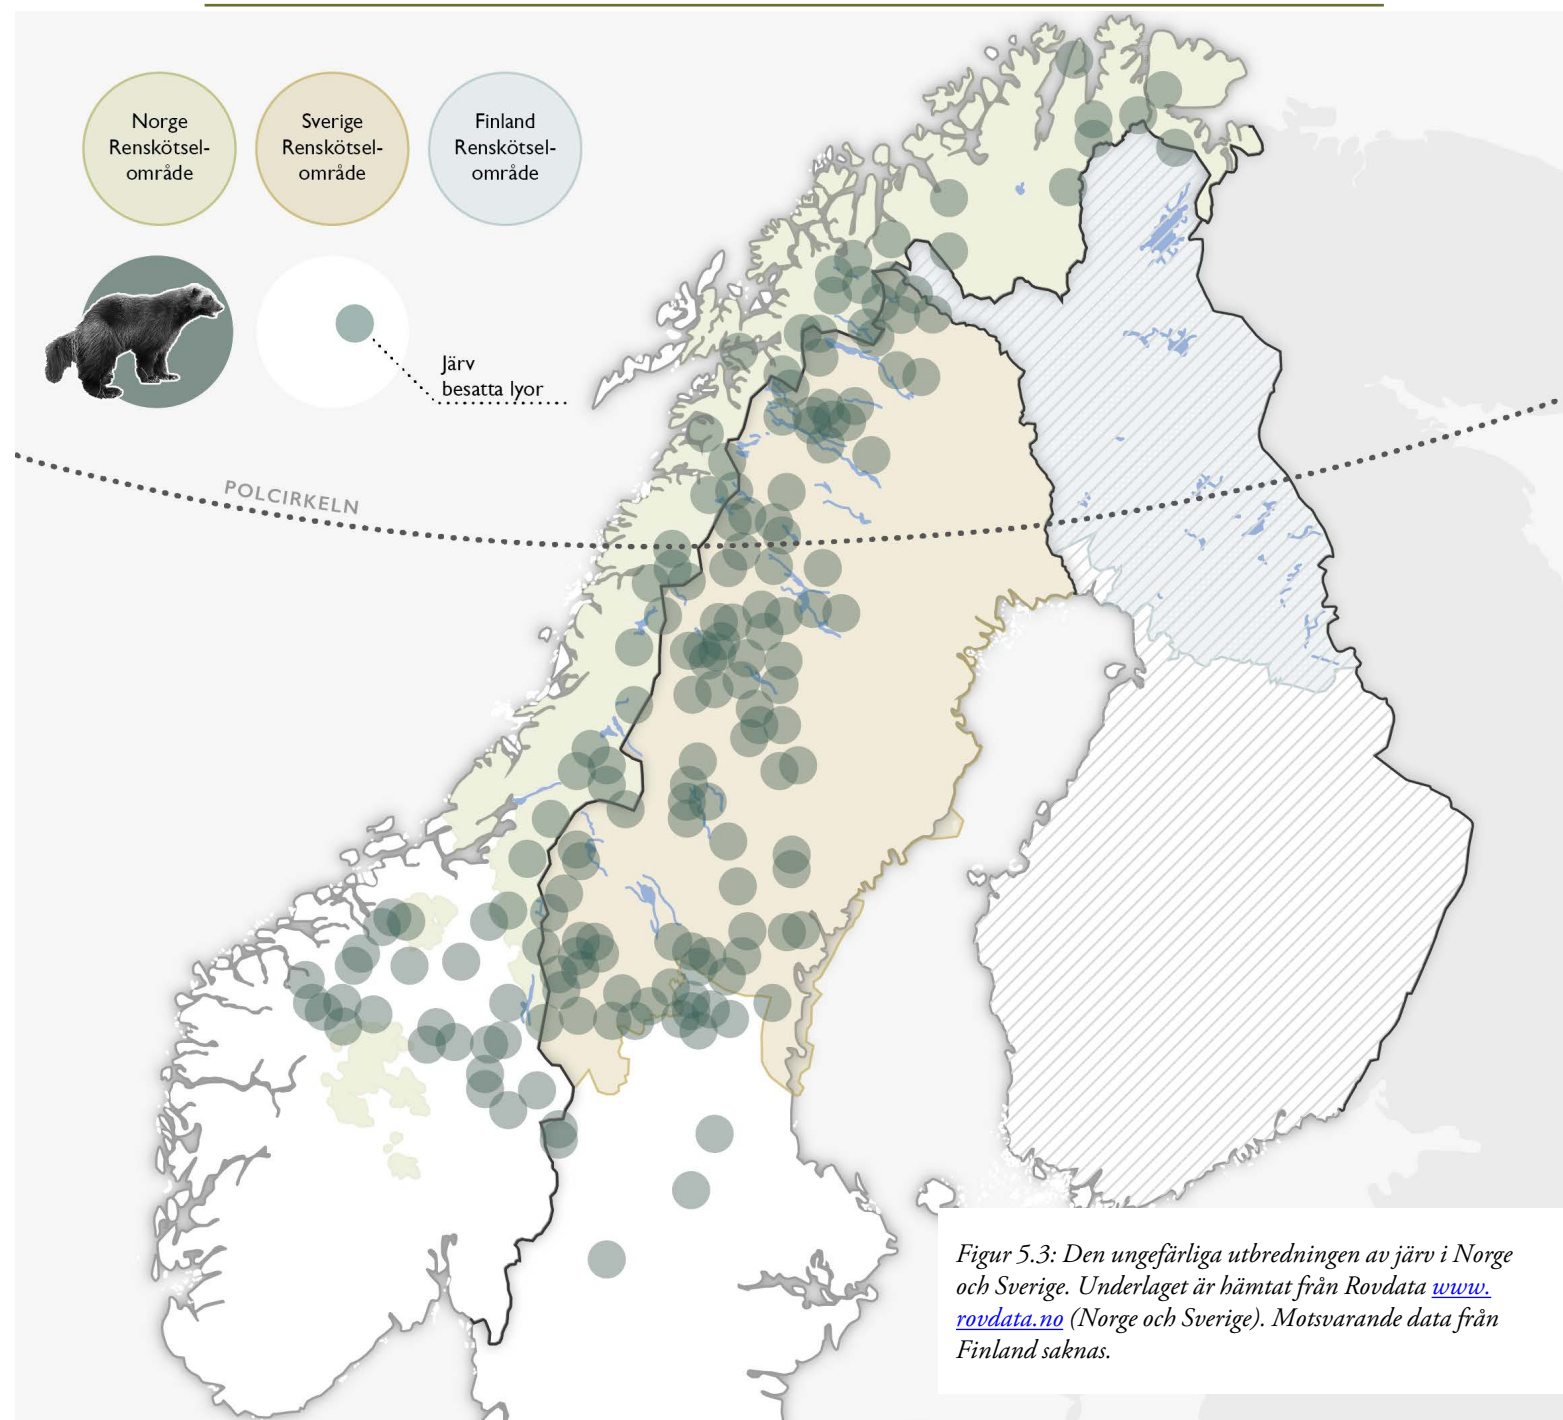 Norge
Renskötsel-
område
Sverige
Renskötsel-
område
Finland
Renskötsel-
område
Järv
besatta lyor
POLCIRKELN
Figur 5.3: Den ungefärliga utbredningen av järv i Norge
och Sverige. Underlaget är hämtat från Rovdata www.
rovdata.no (Norge och Sverige). Motsvarande data från
Finland saknas.